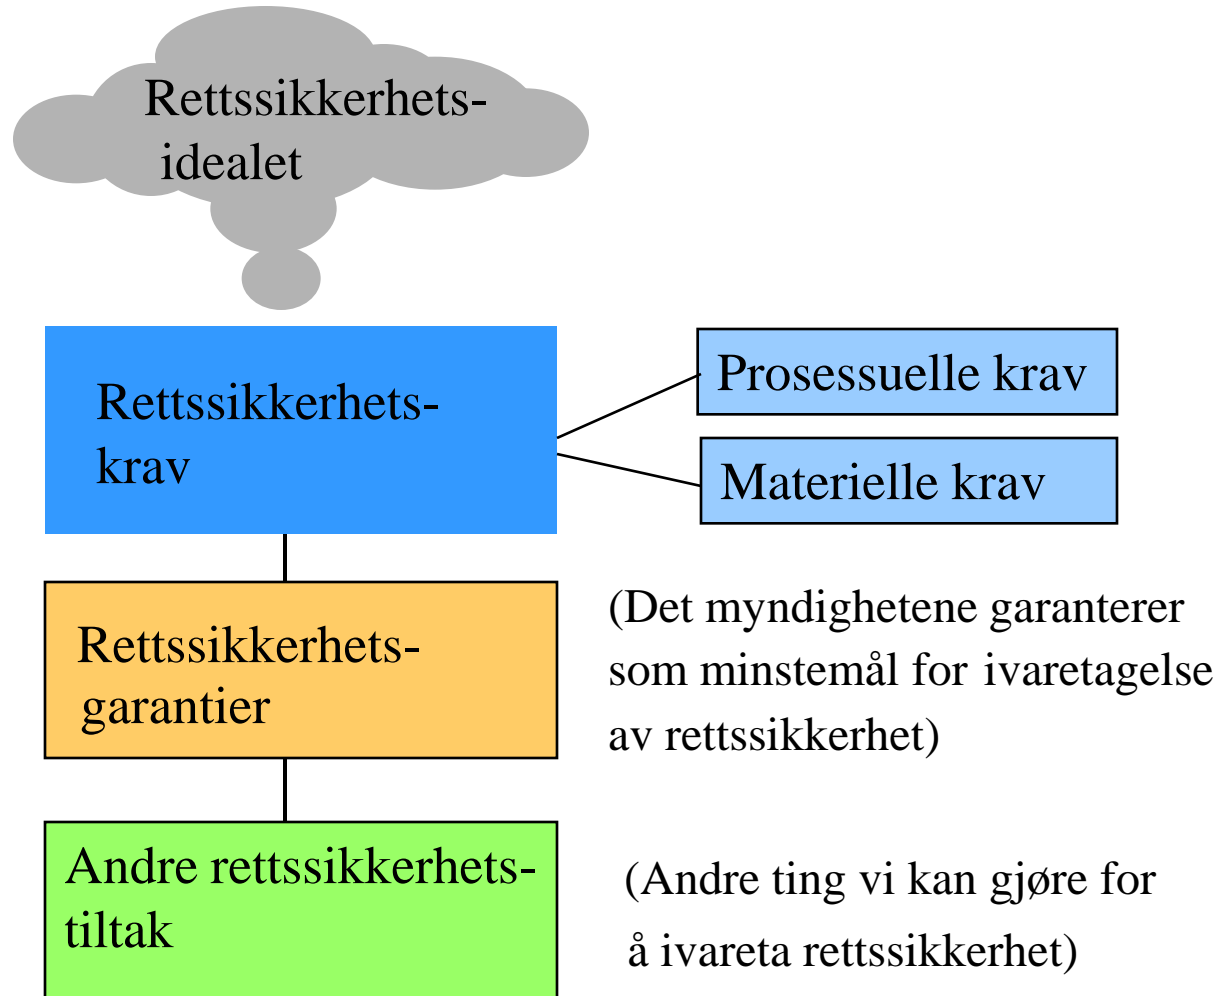 Rettssikkerhets-
idealet
Rettssikkerhets-
krav
Prosessuelle krav
Materielle krav
Rettssikkerhets-
garantier
(Det myndighetene garanterer
som minstemål for ivaretagelse
av rettssikkerhet)
Andre rettssikkerhets-
tiltak
(Andre ting vi kan gjøre for
å ivareta rettssikkerhet)